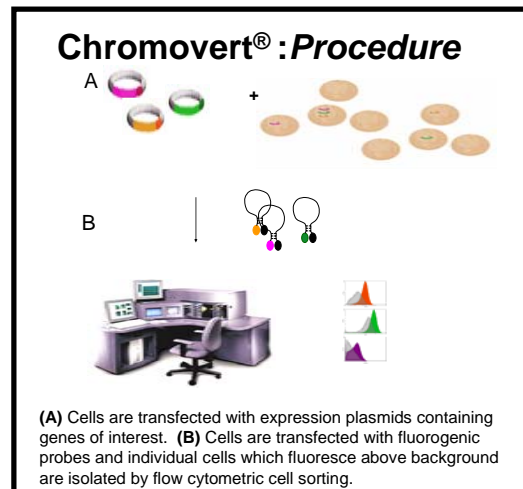 Chromovert® : Procedure
A
+
B
(A) Cells are transfected with expression plasmids containing
genes of interest. (B) Cells are transfected with fluorogenic
probes and individual cells which fluoresce above background
are isolated by flow cytometric cell sorting.